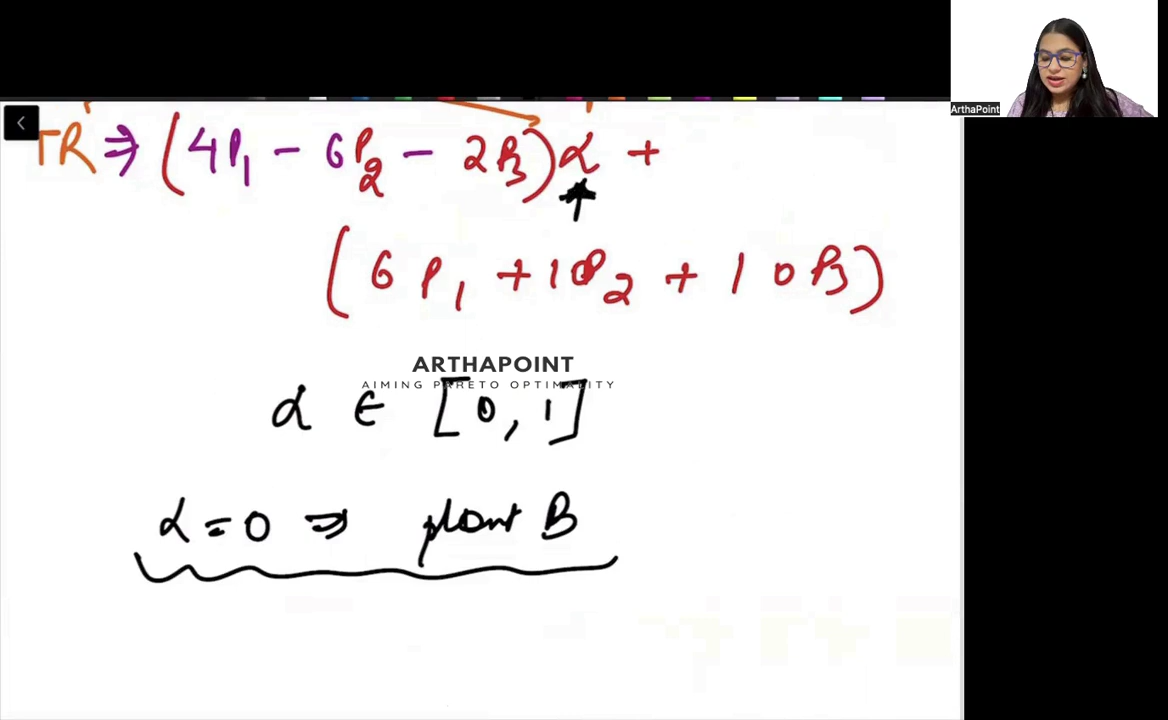 ArthaPoint
TR ⇒ (4P₁ - 6P₂ - 2P₃)α +
(6P₁ + 10P₂ + 10P₃)
ARTHAPOINT
AIMING PARETO OPTIMALITY
α ∈ [0, 1]
α = 0 ⇒ plant B